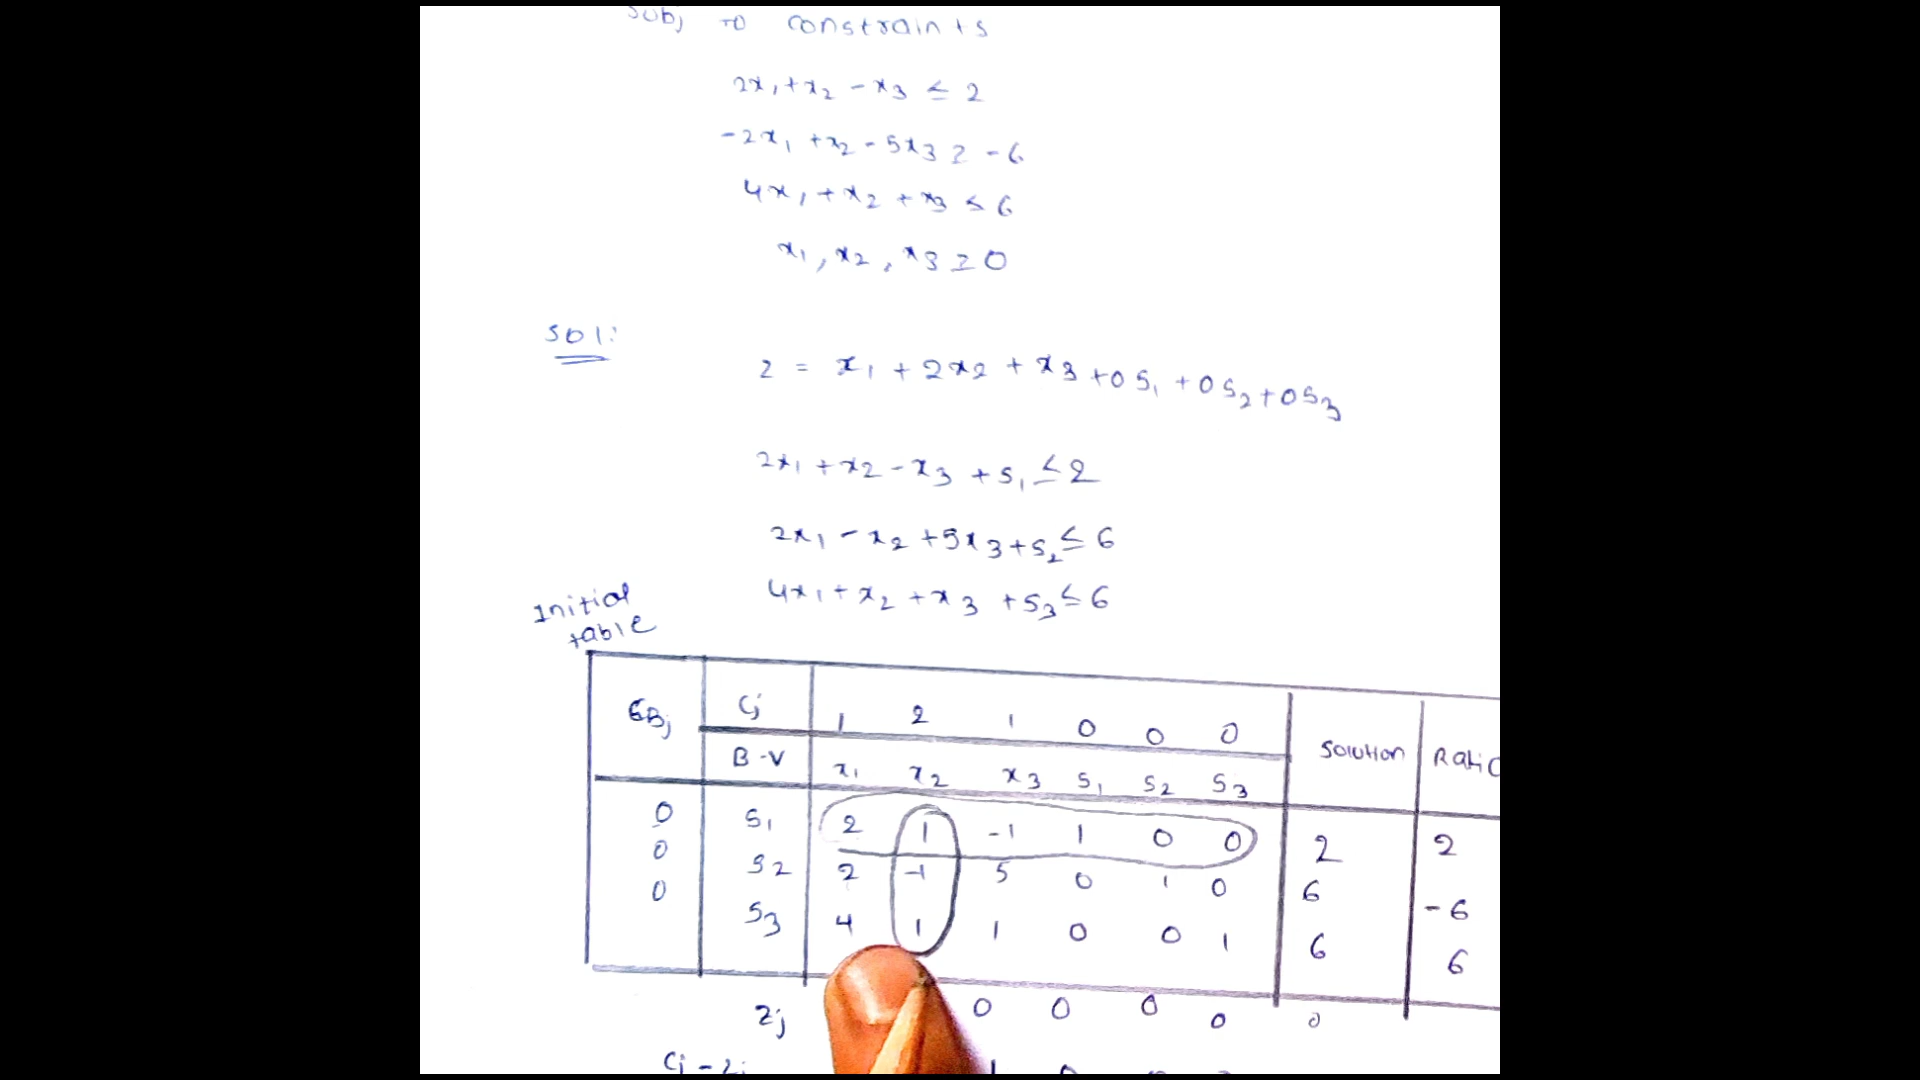 Subj to constraints
2x₁+x₂-x₃ ≤ 2
-2x₁+x₂-5x₃ ≥ -6
4x₁+x₂+x₃ ≤ 6
x₁, x₂, x₃ ≥ 0
Sol:
Z = x₁+2x₂+x₃+0S₁+0S₂+0S₃
2x₁+x₂-x₃+S₁ ≤ 2
2x₁-x₂+5x₃+S₂ ≤ 6
4x₁+x₂+x₃+S₃ ≤ 6
Initial
table
CBj Cj 1 2 1 0 0 0 Solution Ratio
B-V x₁ x₂ x₃ S₁ S₂ S₃
0 S₁ 2 1 -1 1 0 0 2 2
0 S₂ 2 -1 5 0 1 0 6 -6
0 S₃ 4 1 1 0 0 1 6 6
Zj 0 0 0 0 0
Cj-Zj 1